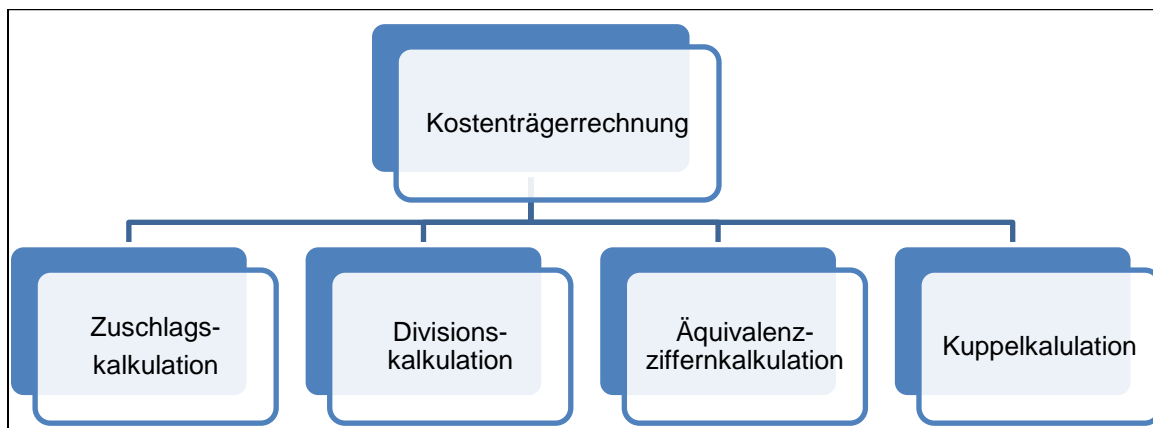 Kostenträgerrechnung
Zuschlags-
kalkulation
Divisions-
kalkulation
Äquivalenz-
ziffernkalkulation
Kuppelkalulation